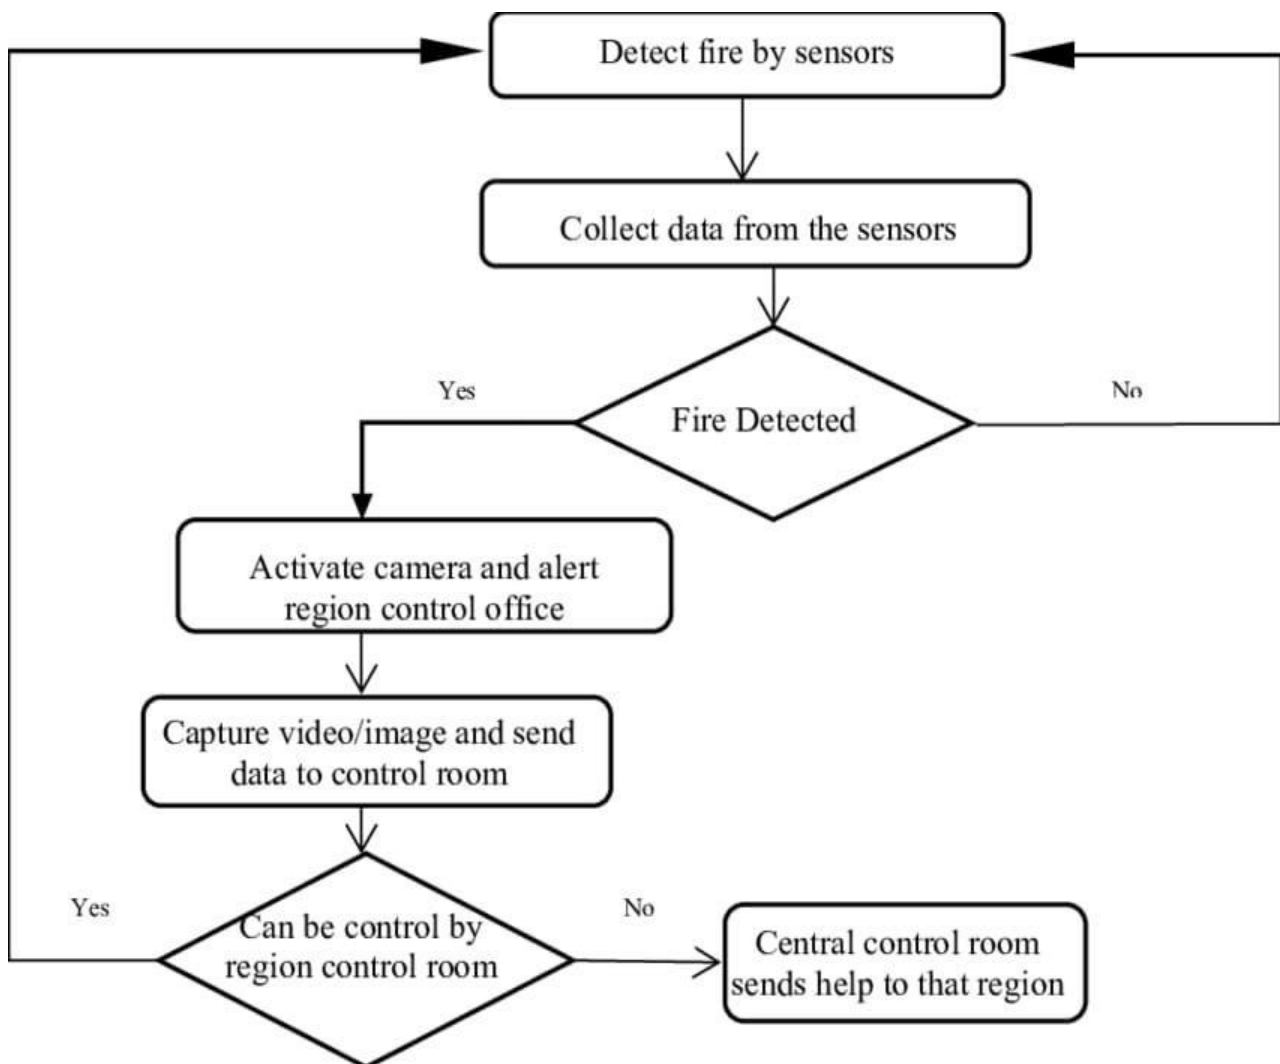 Detect fire by sensors
Collect data from the sensors
Yes
No
Fire Detected
Activate camera and alert
region control office
Capture video/image and send
data to control room
Yes
No
Can be control by
region control room
Central control room
sends help to that region